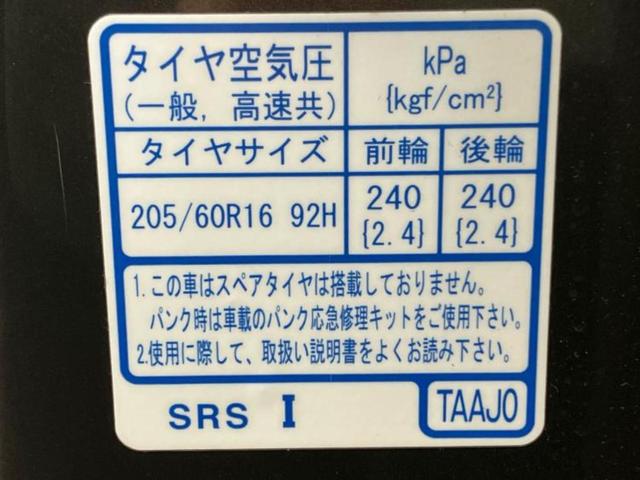 タイヤ空気圧 kPa
(一般, 高速共) {kgf/cm²}
タイヤサイズ 前輪 後輪
205/60R16 92H 240 240
{2.4} {2.4}
1.この車はスペアタイヤは搭載しておりません。
パンク時は車載のパンク応急修理キットをご使用下さい。
2.使用に際して、取扱い説明書をよくお読み下さい。
SRS I TAAJO